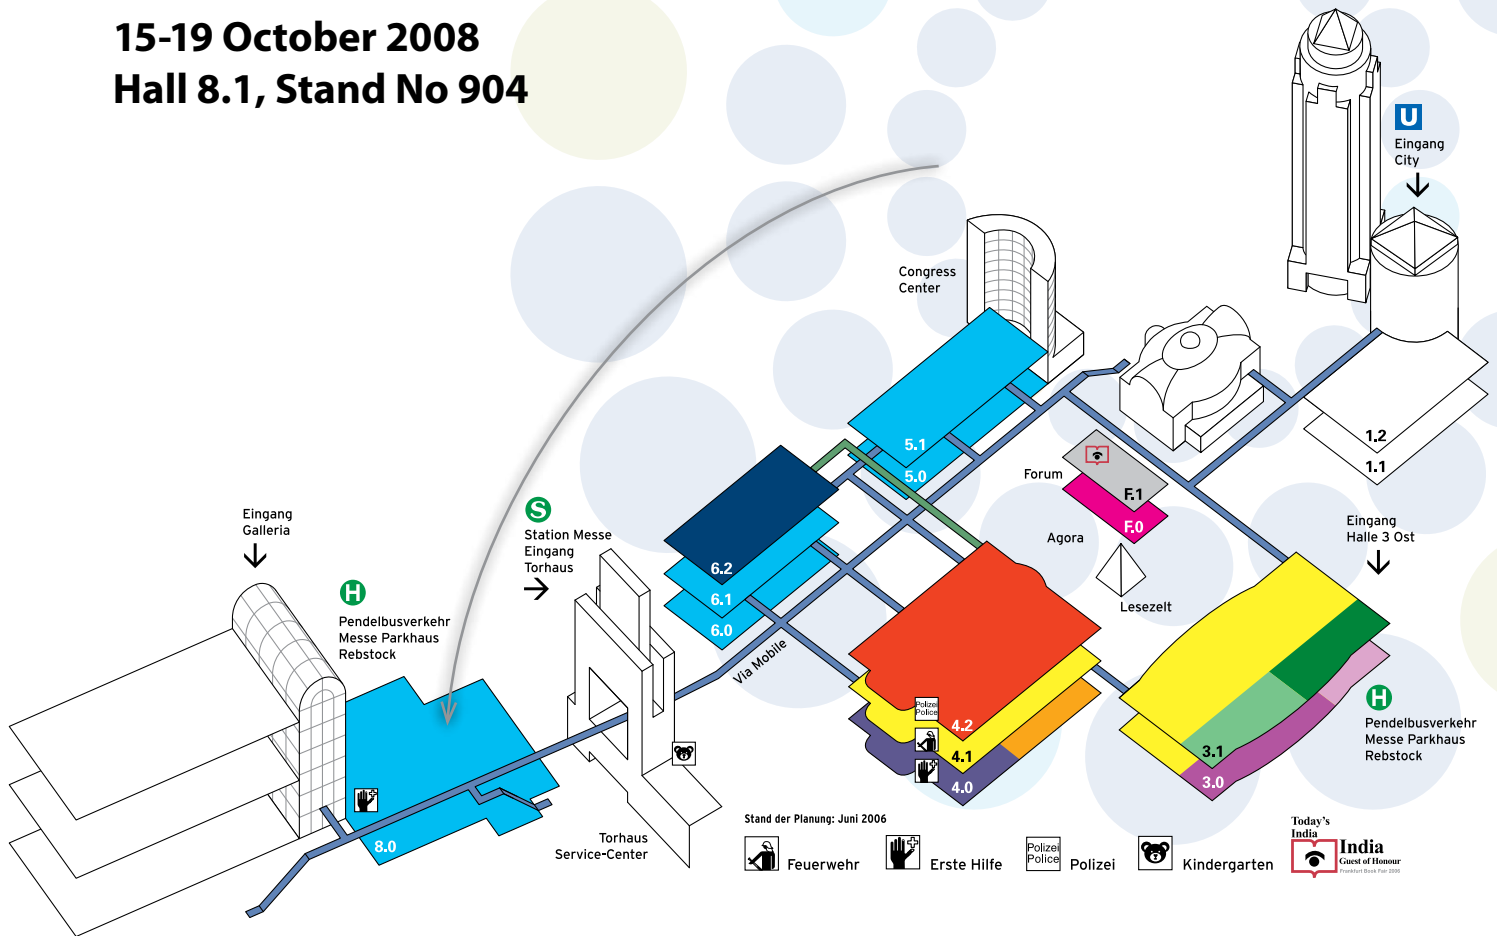 15-19 October 2008
Hall 8.1, Stand No 904
U
Eingang
City
Congress
Center
5.1
5.0
1.2
1.1
Forum
F.1
F.0
Agora
Lesezelt
Eingang
Halle 3 Ost
Eingang
Galleria
S
Station Messe
Eingang
Torhaus
6.2
6.1
6.0
H
Pendelbusverkehr
Messe Parkhaus
Rebstock
Via Mobile
Polizei
Police
4.2
4.1
4.0
3.1
3.0
H
Pendelbusverkehr
Messe Parkhaus
Rebstock
8.0
Torhaus
Service-Center
Stand der Planung: Juni 2006
Feuerwehr
Erste Hilfe
Polizei
Police
Polizei
Kindergarten
Today's
India
India
Guest of Honour
Frankfurt Book Fair 2006